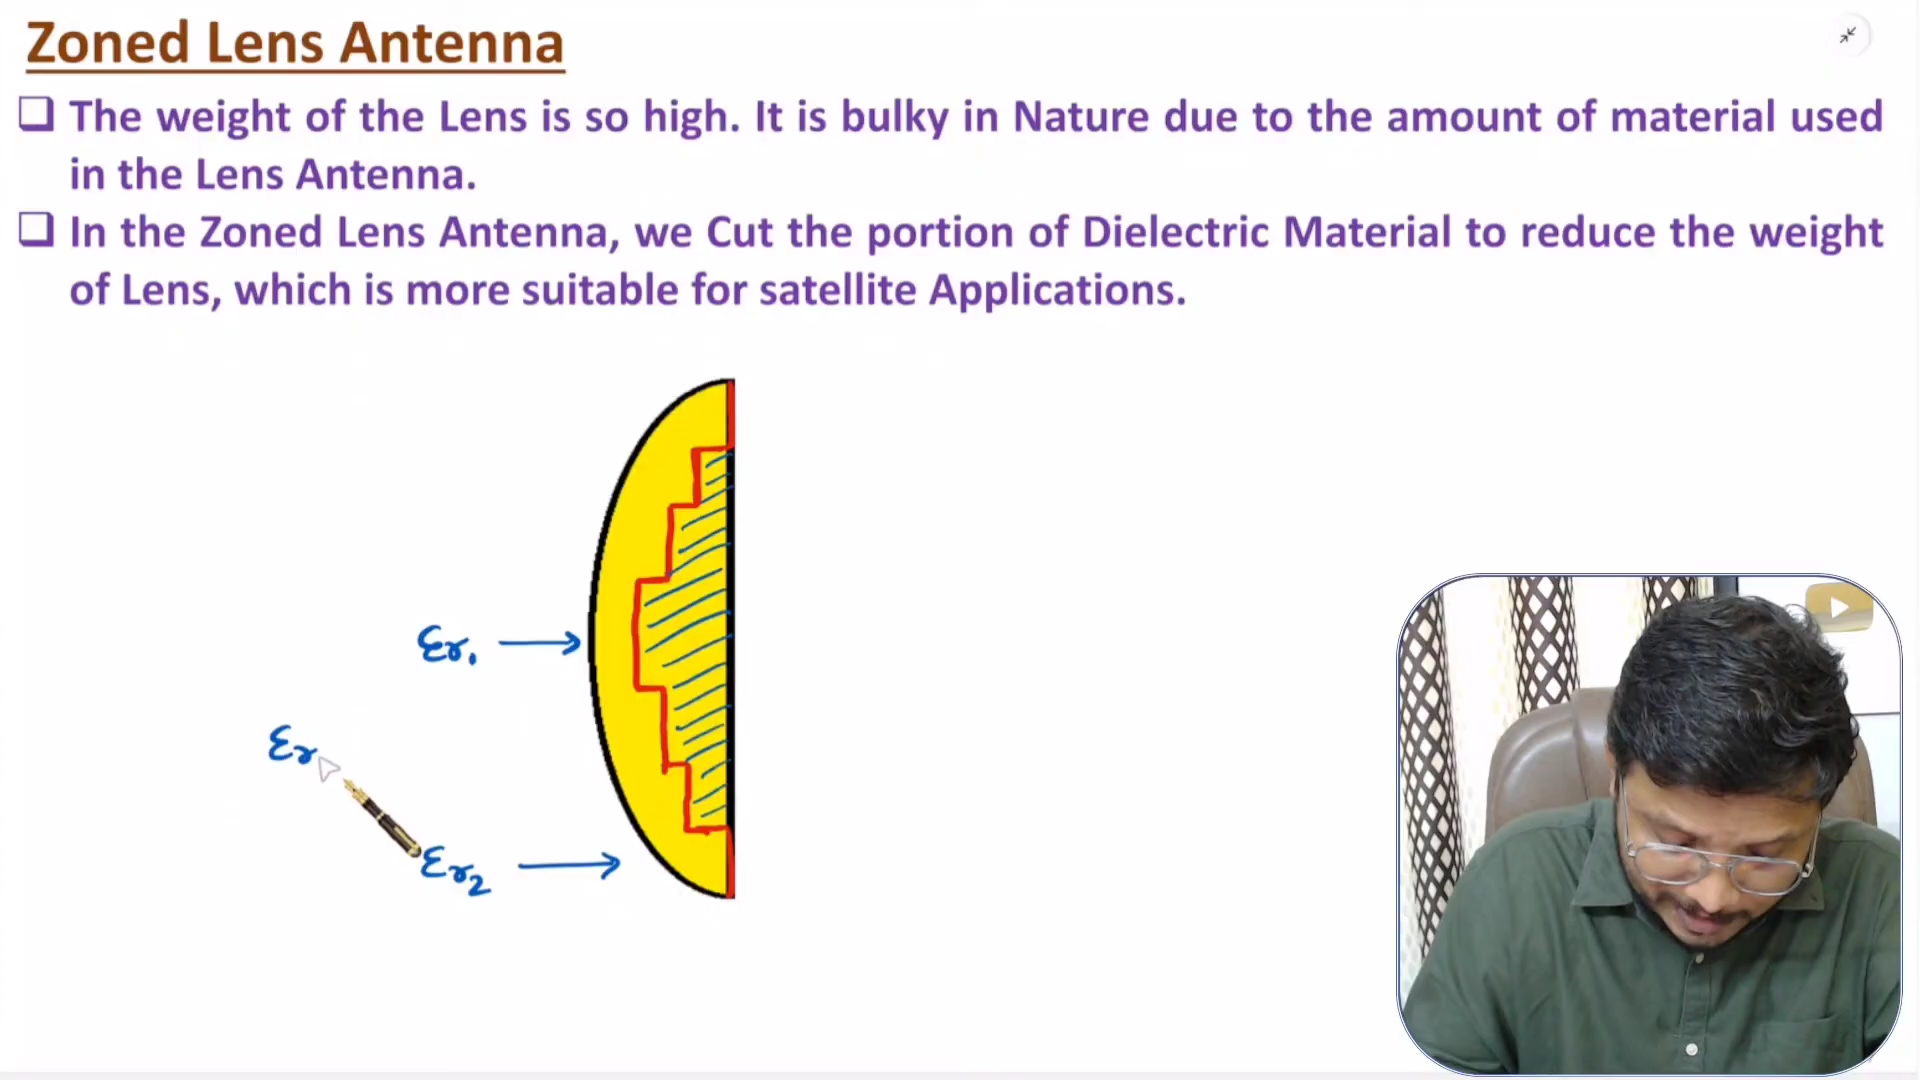 Zoned Lens Antenna
❑ The weight of the Lens is so high. It is bulky in Nature due to the amount of material used
in the Lens Antenna.
❑ In the Zoned Lens Antenna, we Cut the portion of Dielectric Material to reduce the weight
of Lens, which is more suitable for satellite Applications.
εr₁
εr
εr₂